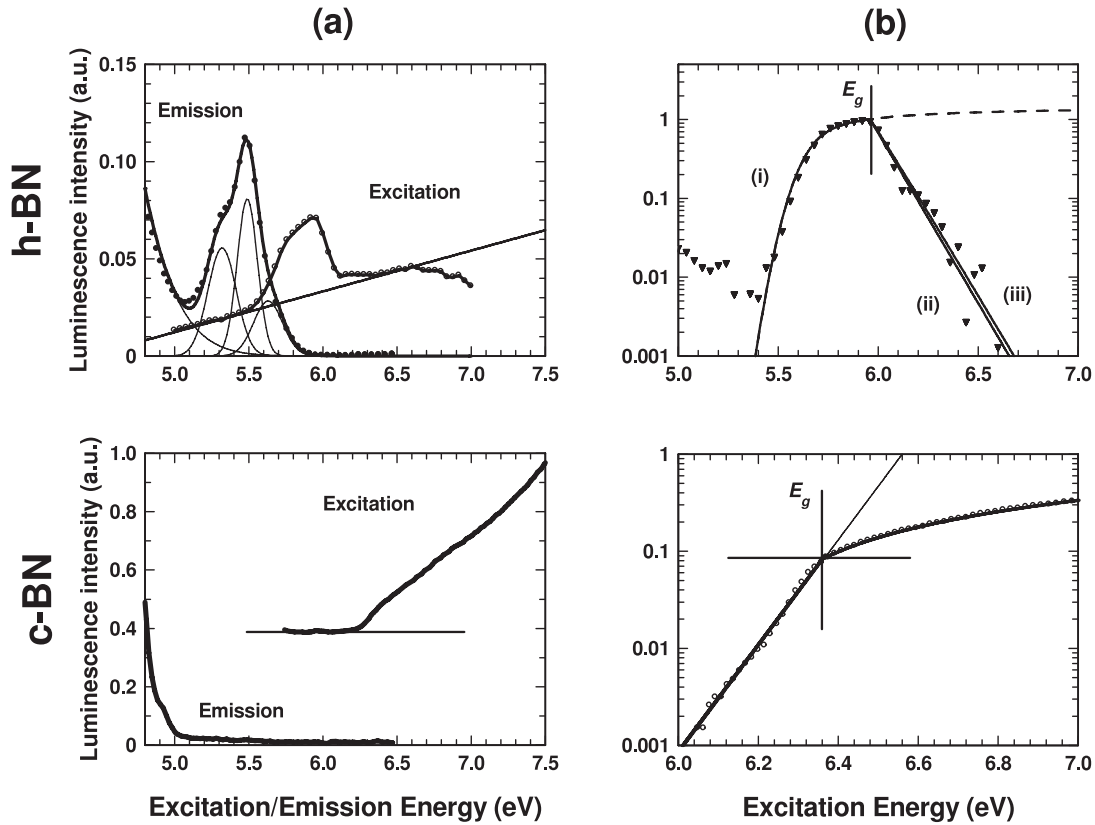 (a)
(b)
h-BN
Luminescence intensity (a.u.)
0.15
0.10
0.05
0
Emission
Excitation
5.0 5.5 6.0 6.5 7.0 7.5
1
0.1
0.01
0.001
E_g
(i)
(ii)
(iii)
5.0 5.5 6.0 6.5 7.0
c-BN
Luminescence intensity (a.u.)
1.0
0.8
0.6
0.4
0.2
0
Excitation
Emission
5.0 5.5 6.0 6.5 7.0 7.5
Excitation/Emission Energy (eV)
1
0.1
0.01
0.001
E_g
6.0 6.2 6.4 6.6 6.8 7.0
Excitation Energy (eV)